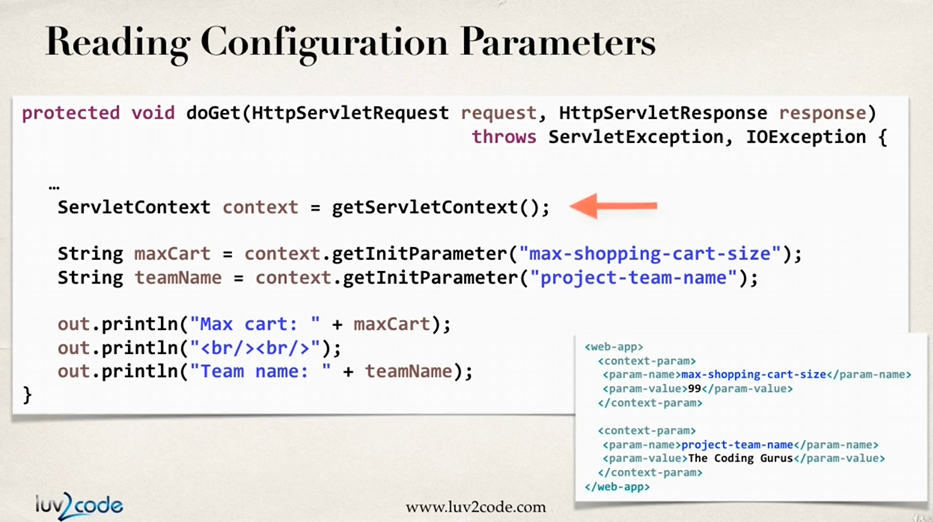 Reading Configuration Parameters
protected void doGet(HttpServletRequest request, HttpServletResponse response)
throws ServletException, IOException {
…
ServletContext context = getServletContext();
String maxCart = context.getInitParameter("max-shopping-cart-size");
String teamName = context.getInitParameter("project-team-name");
out.println("Max cart: " + maxCart);
out.println("<br/><br/>");
out.println("Team name: " + teamName);
}
<web-app>
<context-param>
<param-name>max-shopping-cart-size</param-name>
<param-value>99</param-value>
</context-param>
<context-param>
<param-name>project-team-name</param-name>
<param-value>The Coding Gurus</param-value>
</context-param>
</web-app>
luv2code
www.luv2code.com